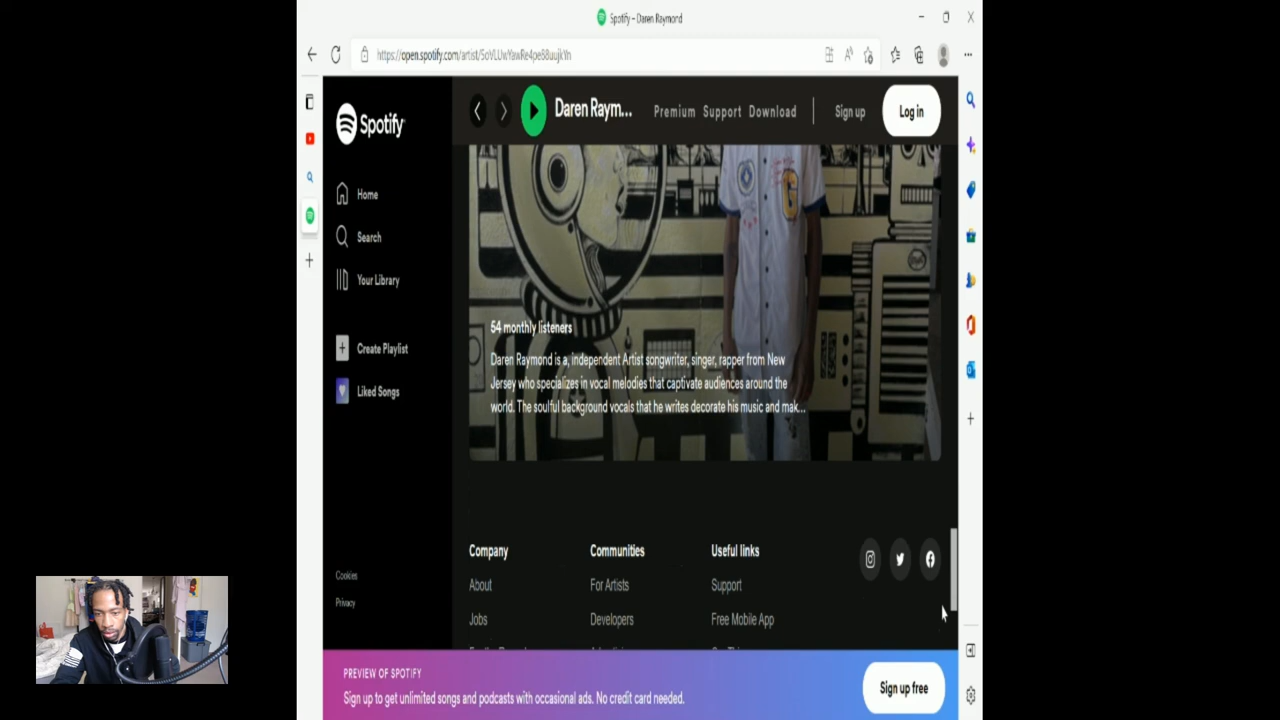 Spotify – Daren Raymond
Spotify
Daren Raym...
Premium Support Download
Sign up
Log in
Home
Search
Your Library
Create Playlist
Liked Songs
54 monthly listeners
Daren Raymond is a, independent Artist songwriter, singer, rapper from New
Jersey who specializes in vocal melodies that captivate audiences around the
world. The soulful background vocals that he writes decorate his music and mak...
Company
Communities
Useful links
About
For Artists
Support
Jobs
Developers
Free Mobile App
Cookies
Privacy
PREVIEW OF SPOTIFY
Sign up to get unlimited songs and podcasts with occasional ads. No credit card needed.
Sign up free